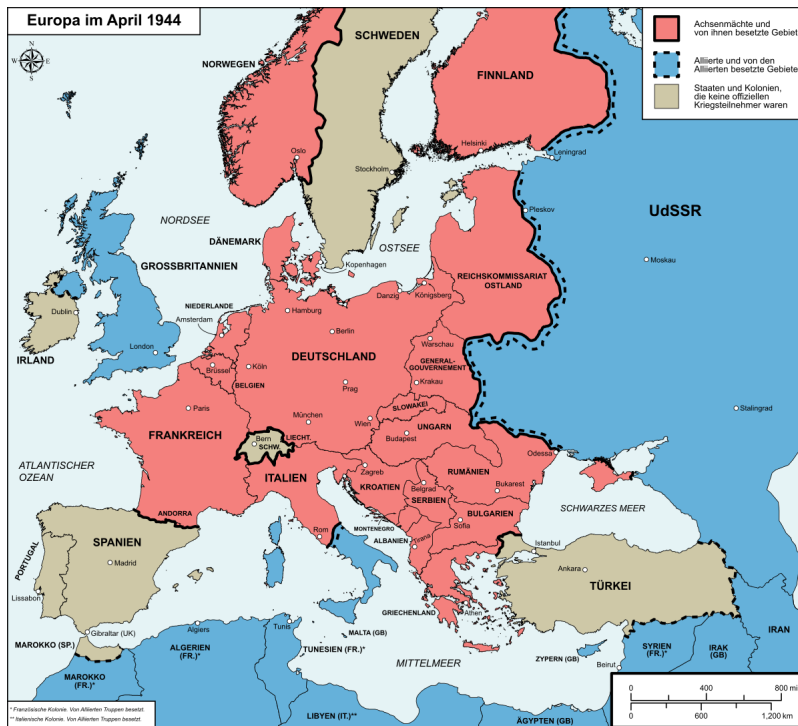 Europa im April 1944
Achsenmächte und
von ihnen besetzte Gebiet
Alliierte und von den
Alliierten besetzte Gebiete
Staaten und Kolonien,
die keine offiziellen
Kriegsteilnehmer waren
N
W
E
S
SCHWEDEN
NORWEGEN
FINNLAND
Oslo
Helsinki
Leningrad
Stockholm
Pleskov
UdSSR
NORDSEE
DÄNEMARK
OSTSEE
Moskau
GROSSBRITANNIEN
Kopenhagen
REICHSKOMMISSARIAT
OSTLAND
Danzig
Königsberg
NIEDERLANDE
Hamburg
Dublin
Amsterdam
Berlin
Warschau
IRLAND
London
DEUTSCHLAND
GENERAL-
GOUVERNEMENT
Brüssel
Köln
BELGIEN
Prag
Krakau
Paris
SLOWAKEI
Stalingrad
München
Wien
UNGARN
FRANKREICH
Bern
SCHW.
LIECHT.
Budapest
Odessa
ATLANTISCHER
OZEAN
ITALIEN
Zagreb
KROATIEN
RUMÄNIEN
Belgrad
Bukarest
SERBIEN
SCHWARZES MEER
ANDORRA
BULGARIEN
Sofia
MONTENEGRO
Rom
ALBANIEN
Tirana
Istanbul
PORTUGAL
SPANIEN
Madrid
Ankara
TÜRKEI
Lissabon
GRIECHENLAND
Athen
Gibraltar (UK)
Algiers
Tunis
MALTA (GB)
MAROKKO (SP.)
ALGERIEN
(FR.)*
TUNESIEN (FR.)*
ZYPERN (GB)
SYRIEN
(FR.)*
IRAK
(GB)
IRAN
MITTELMEER
Beirut
MAROKKO
(FR.)*
0 400 800 mi
0 600 1,200 km
* Französische Kolonie. Von Alliierten Truppen besetzt.
** Italienische Kolonie. Von Alliierten Truppen besetzt.
LIBYEN (IT.)**
ÄGYPTEN (GB)